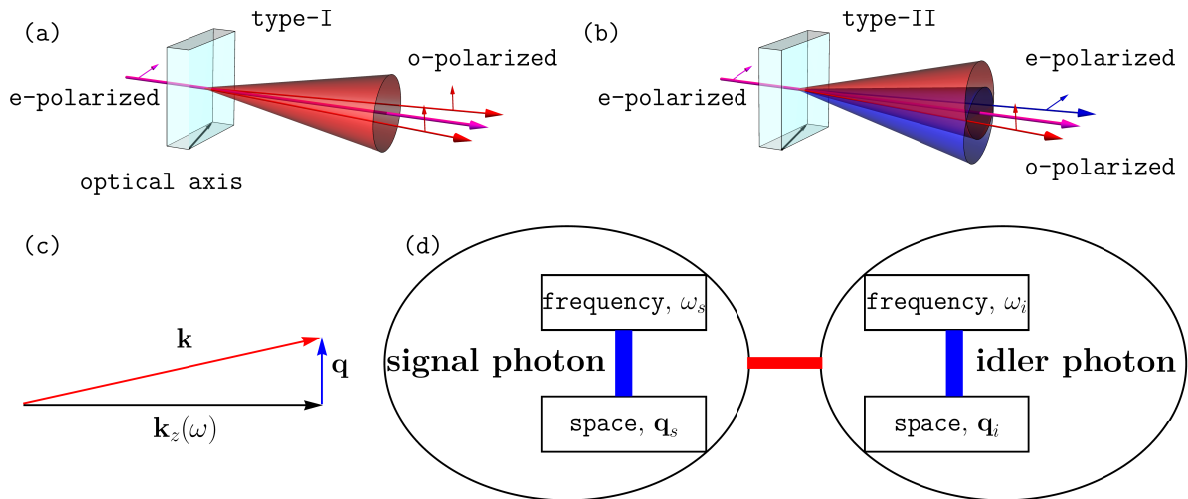 (a)
type-I
o-polarized
e-polarized
optical axis
(b)
type-II
e-polarized
e-polarized
o-polarized
(c)
k
q
k_z(ω)
(d)
frequency, ω_s
signal photon
space, q_s
frequency, ω_i
idler photon
space, q_i